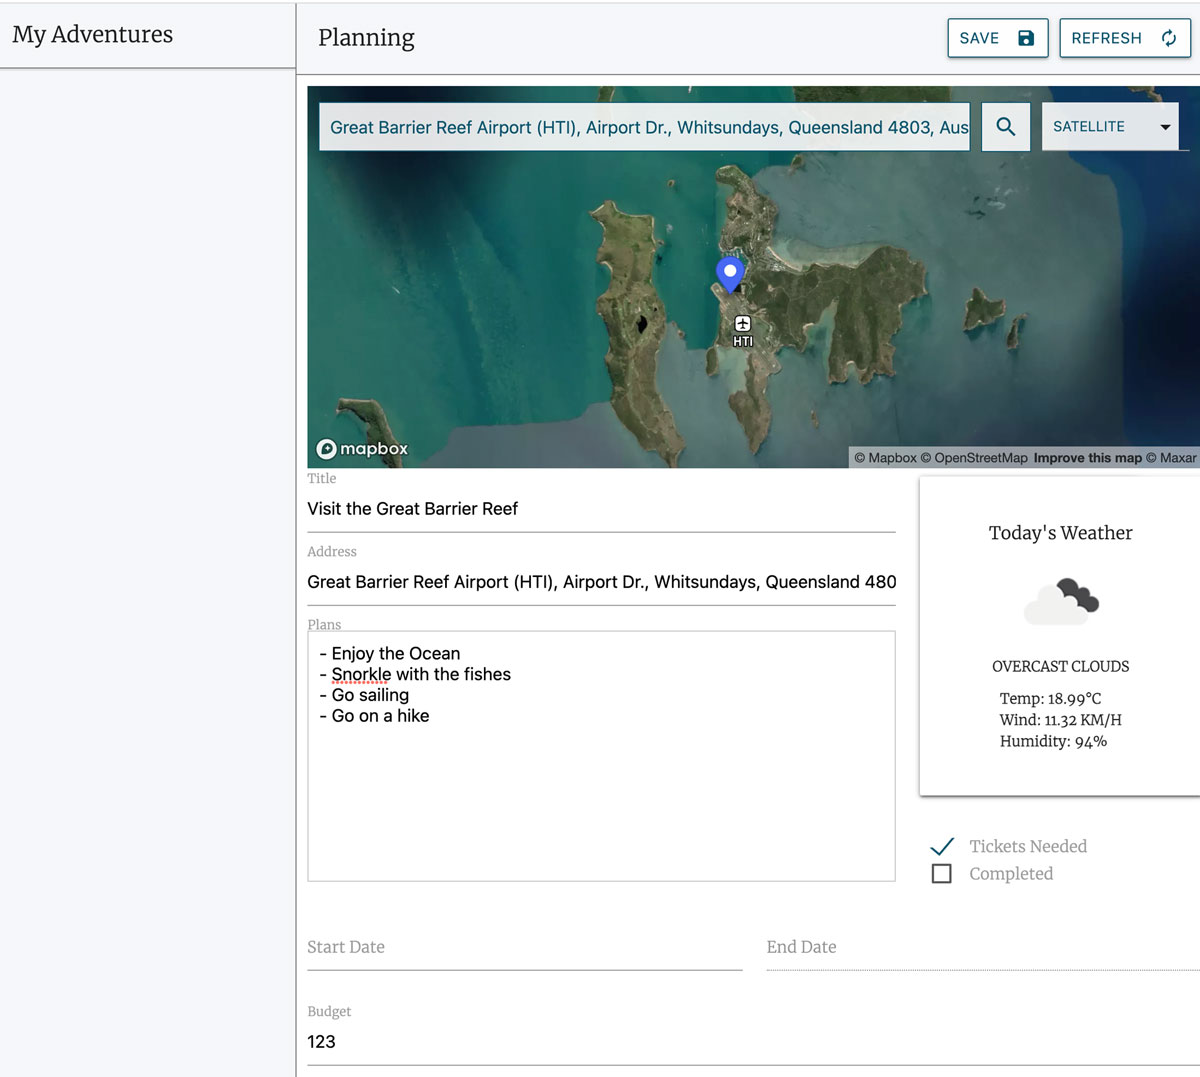 My Adventures
Planning
SAVE
REFRESH
Great Barrier Reef Airport (HTI), Airport Dr., Whitsundays, Queensland 4803, Aus
SATELLITE
HTI
mapbox
© Mapbox © OpenStreetMap Improve this map © Maxar
Title
Visit the Great Barrier Reef
Address
Great Barrier Reef Airport (HTI), Airport Dr., Whitsundays, Queensland 480
Plans
- Enjoy the Ocean
- Snorkle with the fishes
- Go sailing
- Go on a hike
Today's Weather
OVERCAST CLOUDS
Temp: 18.99°C
Wind: 11.32 KM/H
Humidity: 94%
Tickets Needed
Completed
Start Date
End Date
Budget
123